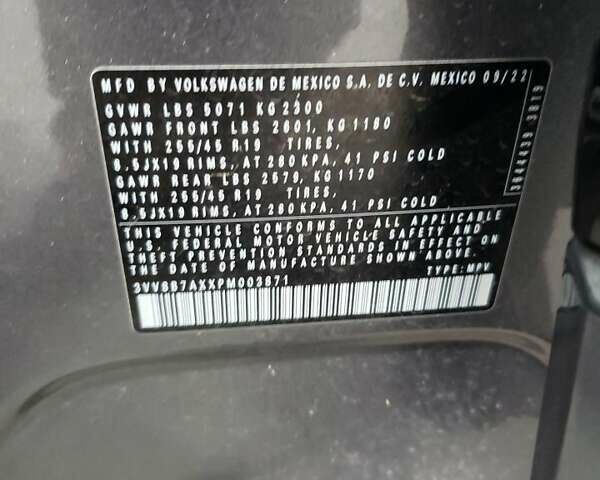 MFD BY VOLKSWAGEN DE MEXICO S.A. DE C.V. MEXICO 09/22
GVWR LBS 5071 KG 2300
GAWR FRONT LBS 2601, KG 1180
WITH 255/45 R19 TIRES,
8,5JX19 RIMS, AT 280 KPA, 41 PSI COLD
GAWR REAR LBS 2579, KG 1170
WITH 255/45 R19 TIRES,
8,5JX19 RIMS, AT 280 KPA, 41 PSI COLD
THIS VEHICLE CONFORMS TO ALL APPLICABLE
U.S. FEDERAL MOTOR VEHICLE SAFETY AND
THEFT PREVENTION STANDARDS IN EFFECT ON
THE DATE OF MANUFACTURE SHOWN ABOVE.
3VV8B7AXXPM003871 TYPE: MPV